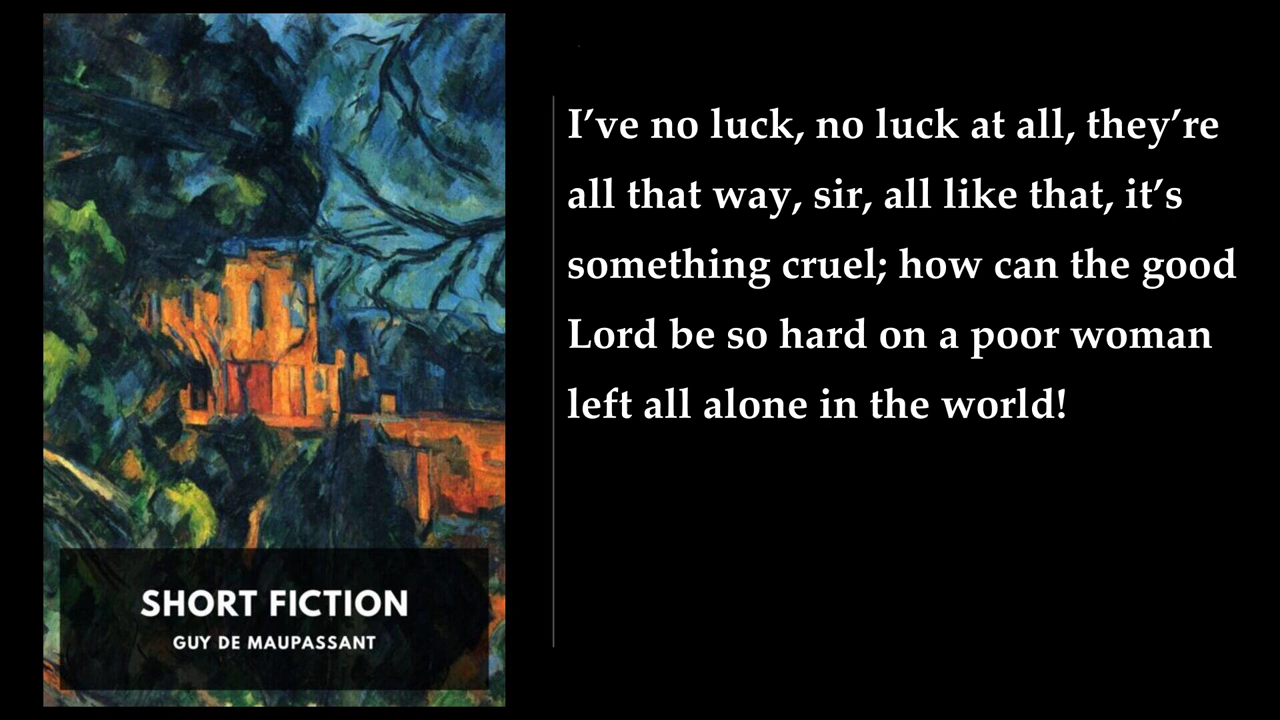 I’ve no luck, no luck at all, they’re
all that way, sir, all like that, it’s
something cruel; how can the good
Lord be so hard on a poor woman
left all alone in the world!
SHORT FICTION
GUY DE MAUPASSANT